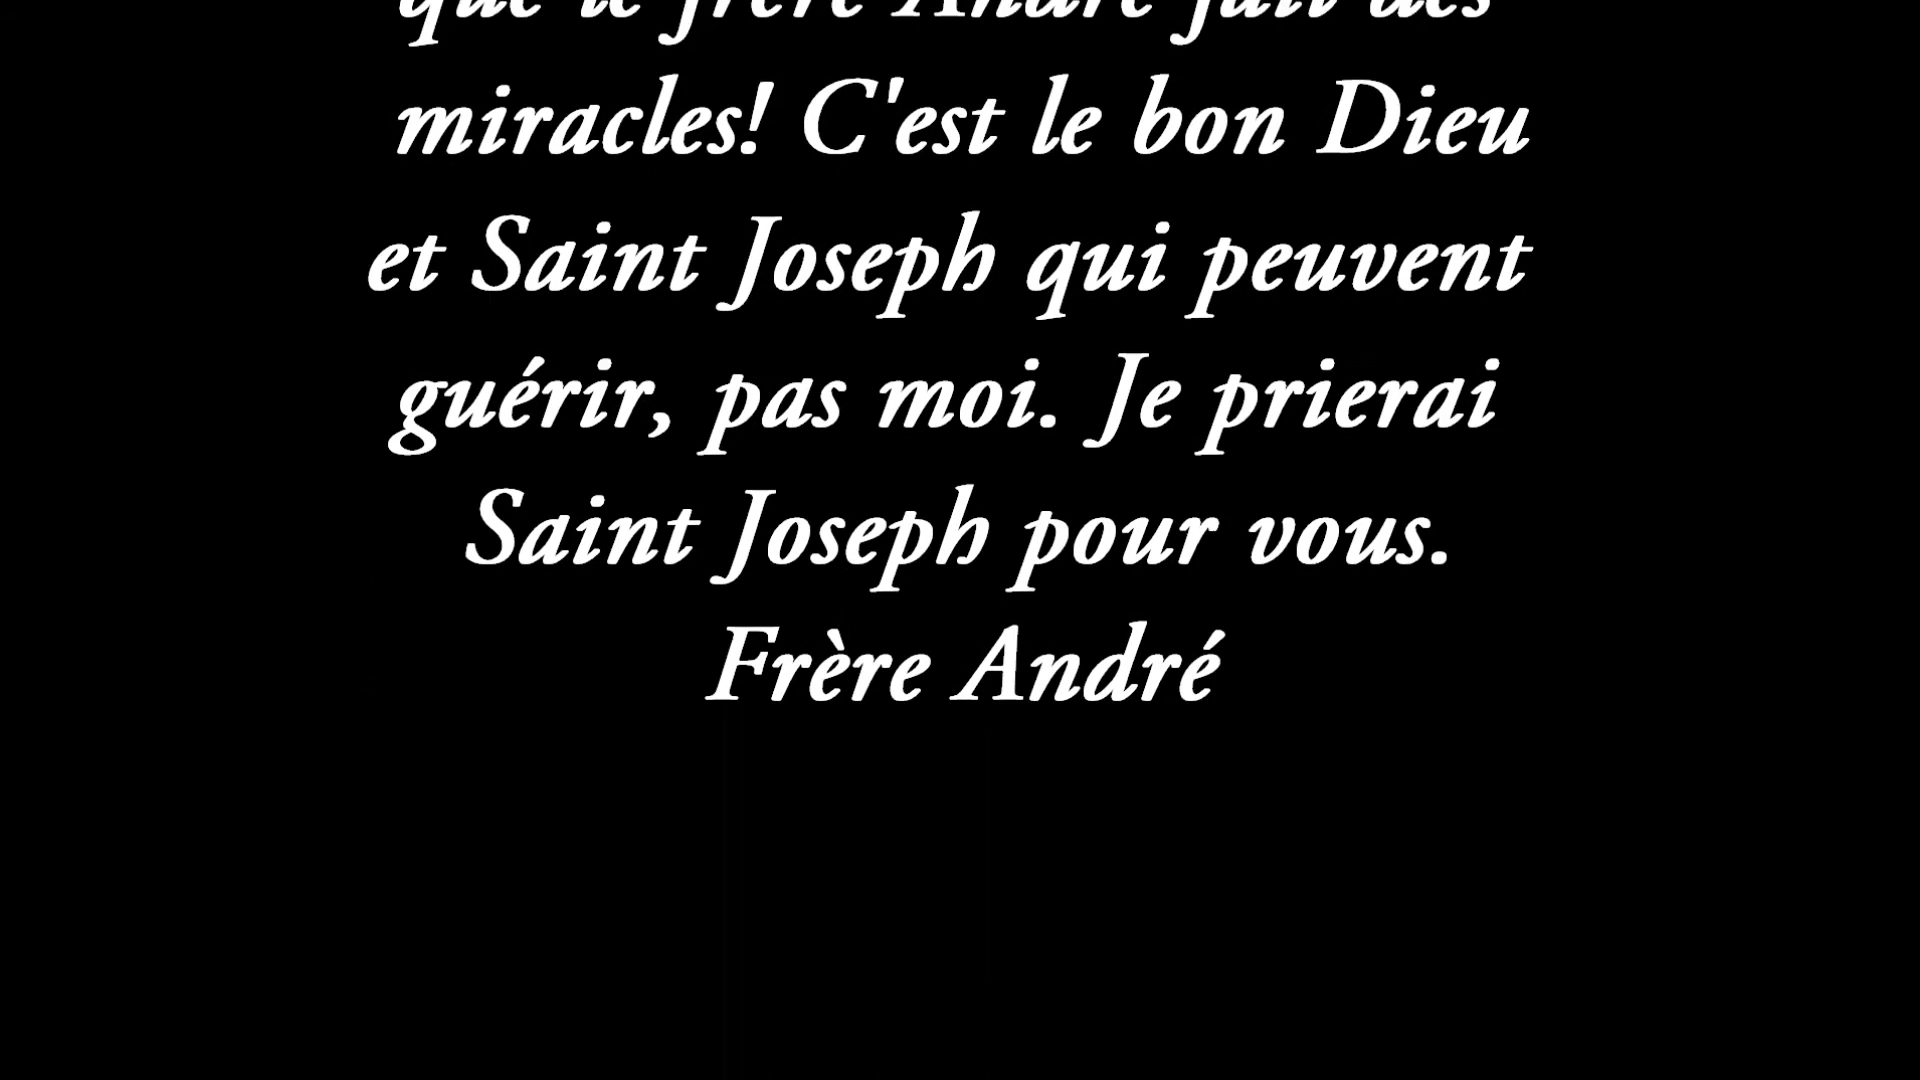 que le frère André fait des
miracles! C'est le bon Dieu
et Saint Joseph qui peuvent
guérir, pas moi. Je prierai
Saint Joseph pour vous.
Frère André